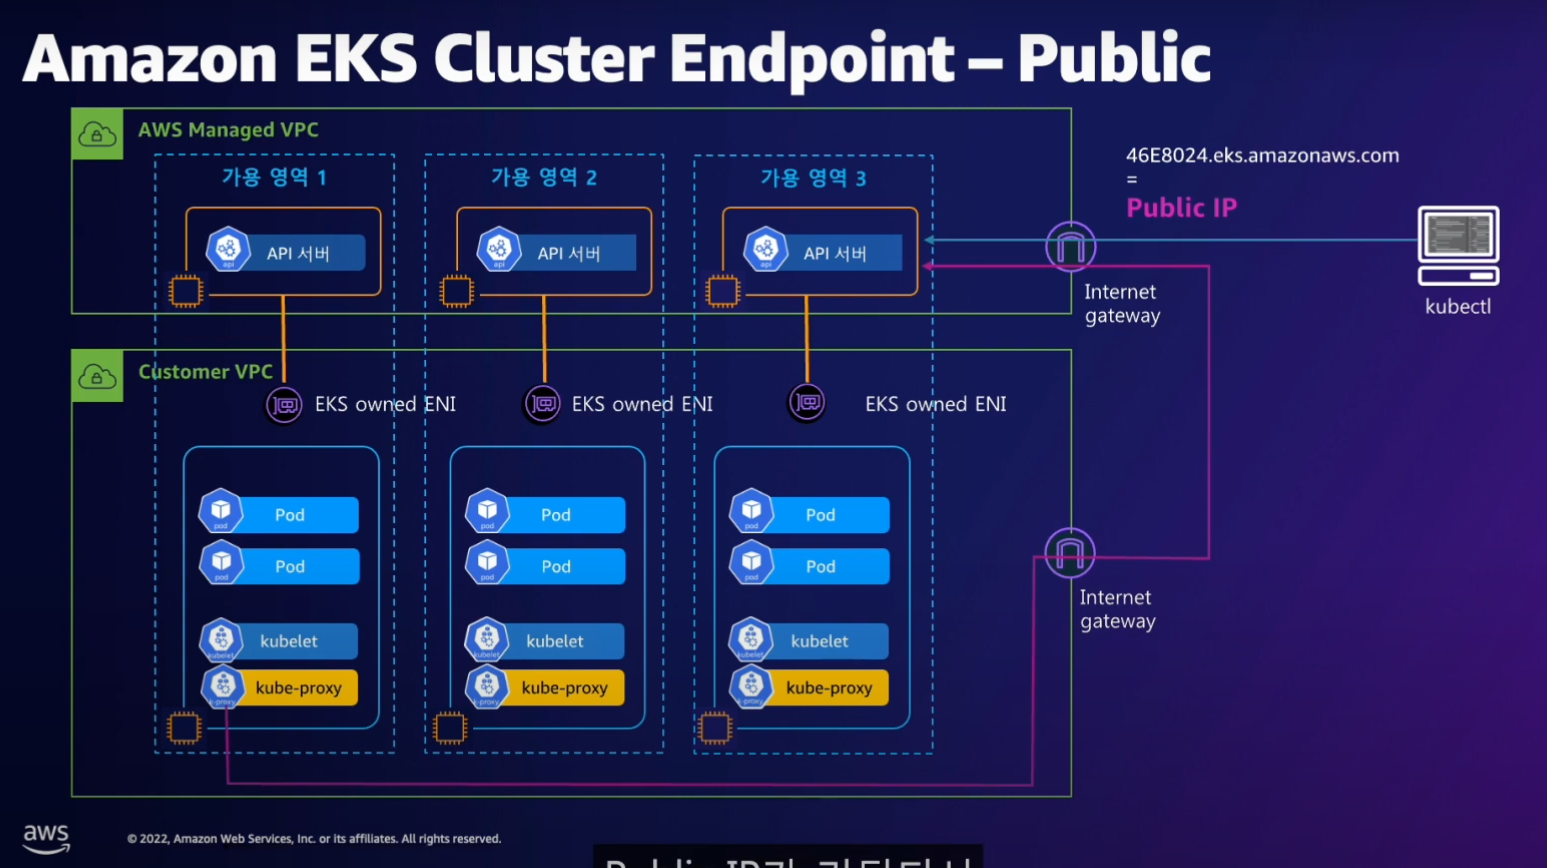 Amazon EKS Cluster Endpoint – Public
AWS Managed VPC
가용 영역 1
가용 영역 2
가용 영역 3
46E8024.eks.amazonaws.com
=
Public IP
api
API 서버
api
API 서버
api
API 서버
Internet
gateway
kubectl
Customer VPC
EKS owned ENI
EKS owned ENI
EKS owned ENI
pod
Pod
pod
Pod
pod
Pod
pod
Pod
pod
Pod
pod
Pod
Internet
gateway
kubelet
kubelet
kubelet
kubelet
kubelet
kubelet
k-proxy
kube-proxy
k-proxy
kube-proxy
k-proxy
kube-proxy
aws
© 2022, Amazon Web Services, Inc. or its affiliates. All rights reserved.
Public IP가